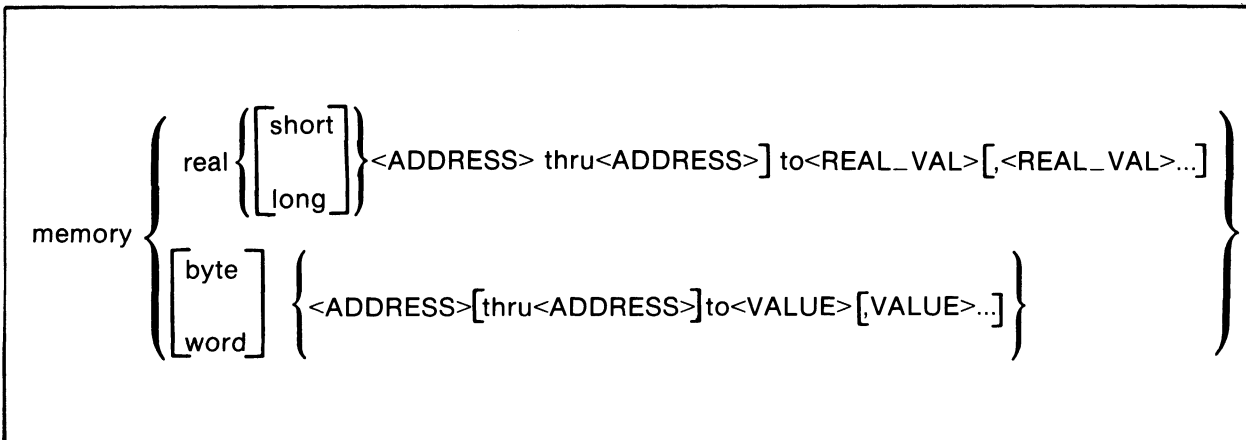 short
real { [ ] } <ADDRESS> thru<ADDRESS>] to<REAL_VAL>[,<REAL_VAL>...]
long
memory
byte
{<ADDRESS>[thru<ADDRESS>]to<VALUE>[,VALUE>...]}
word